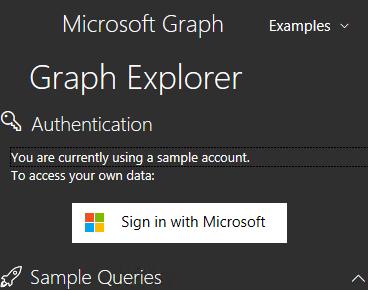 Microsoft Graph
Examples
Graph Explorer
Authentication
You are currently using a sample account.
To access your own data:
Sign in with Microsoft
Sample Queries